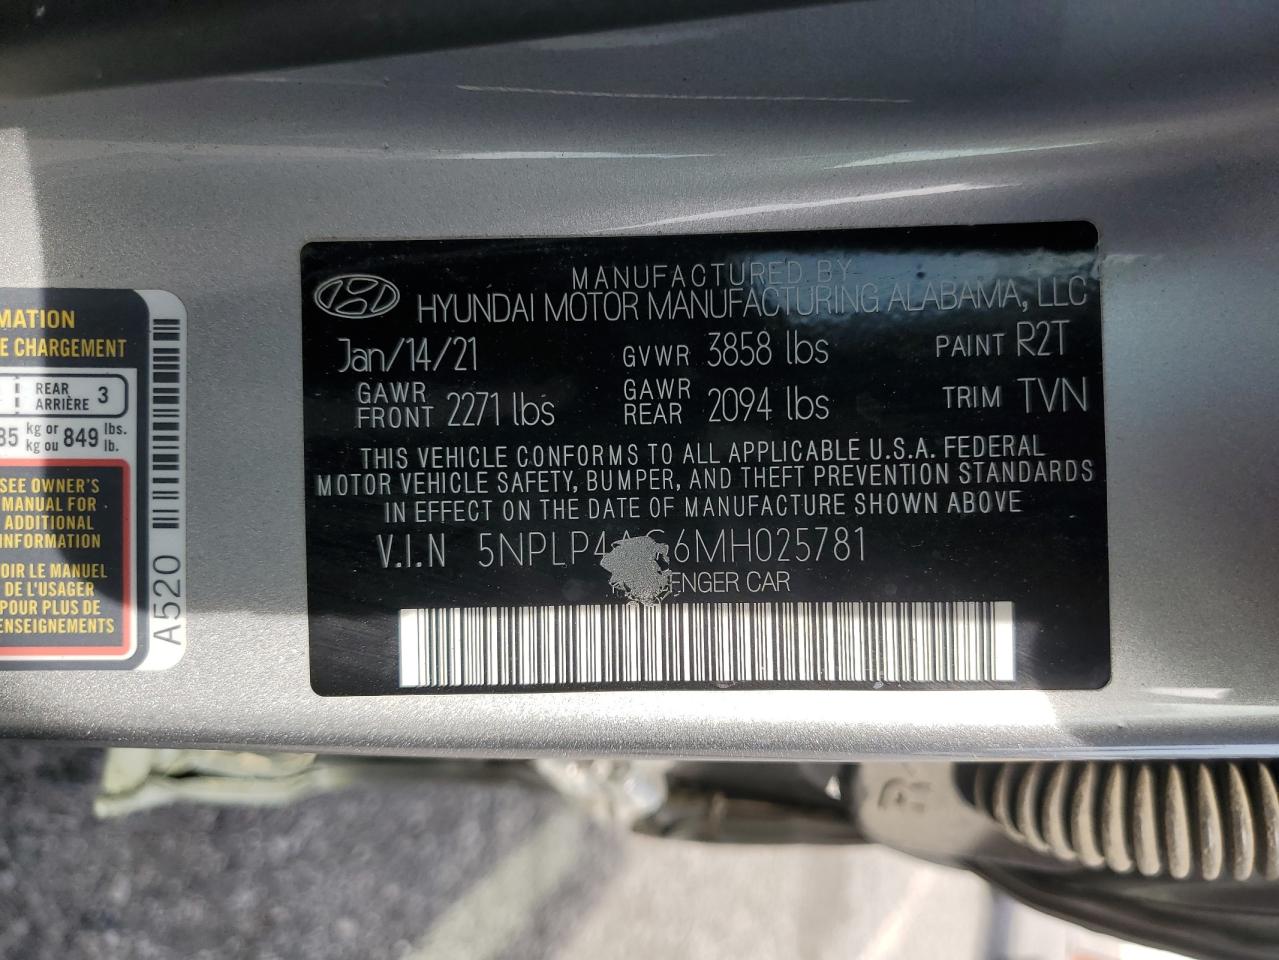 MATION
E CHARGEMENT
REAR
ARRIÈRE 3
35 kg or 849 lbs.
kg ou lb.
SEE OWNER'S
MANUAL FOR
ADDITIONAL
INFORMATION
OIR LE MANUEL
DE L'USAGER
POUR PLUS DE
ENSEIGNEMENTS
A520
MANUFACTURED BY
HYUNDAI MOTOR MANUFACTURING ALABAMA, LLC
Jan/14/21 GVWR 3858 lbs PAINT R2T
GAWR FRONT 2271 lbs GAWR REAR 2094 lbs TRIM TVN
THIS VEHICLE CONFORMS TO ALL APPLICABLE U.S.A. FEDERAL
MOTOR VEHICLE SAFETY, BUMPER, AND THEFT PREVENTION STANDARDS
IN EFFECT ON THE DATE OF MANUFACTURE SHOWN ABOVE
V.I.N 5NPLP4AG6MH025781
ENGER CAR